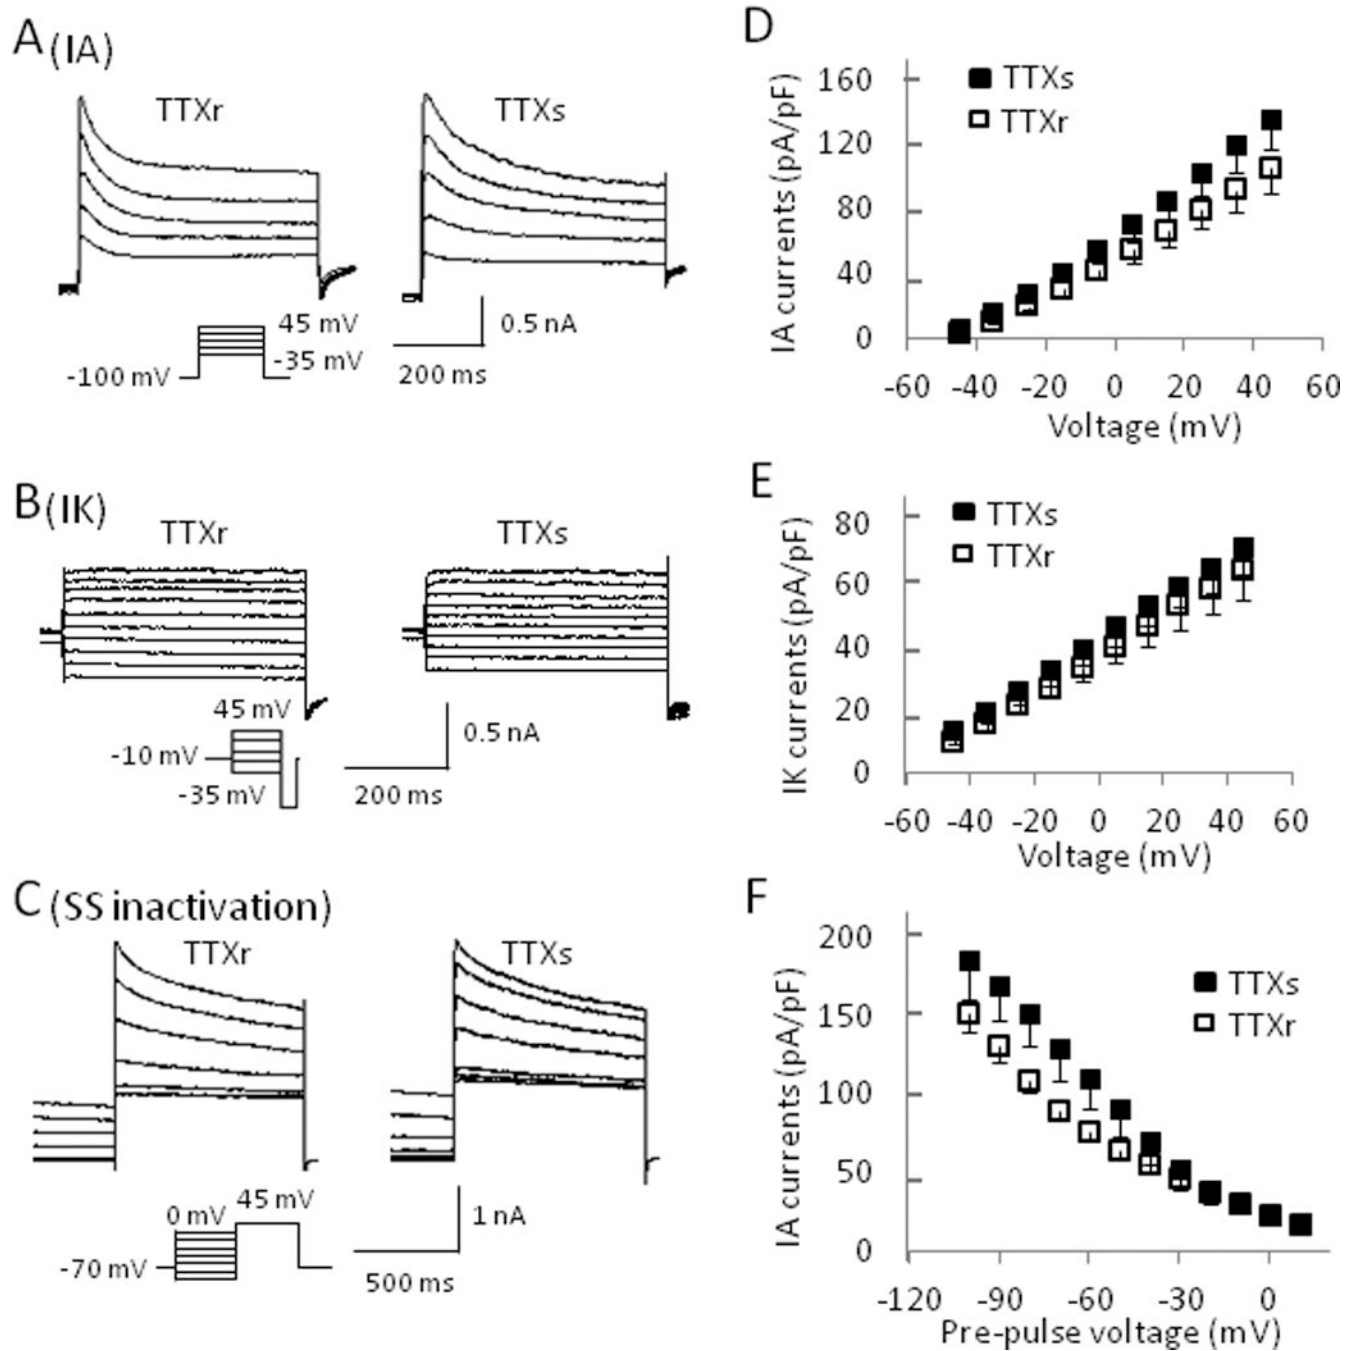 A (IA)
TTXr
TTXs
45 mV
-35 mV
-100 mV
0.5 nA
200 ms
B (IK)
TTXr
TTXs
45 mV
-10 mV
-35 mV
0.5 nA
200 ms
C (SS inactivation)
TTXr
TTXs
45 mV
0 mV
-70 mV
1 nA
500 ms
D
IA currents (pA/pF)
160
120
80
40
0
TTXs
TTXr
-60 -40 -20 0 20 40 60
Voltage (mV)
E
IK currents (pA/pF)
80
60
40
20
0
TTXs
TTXr
-60 -40 -20 0 20 40 60
Voltage (mV)
F
IA currents (pA/pF)
200
150
100
50
0
TTXs
TTXr
-120 -90 -60 -30 0
Pre-pulse voltage (mV)